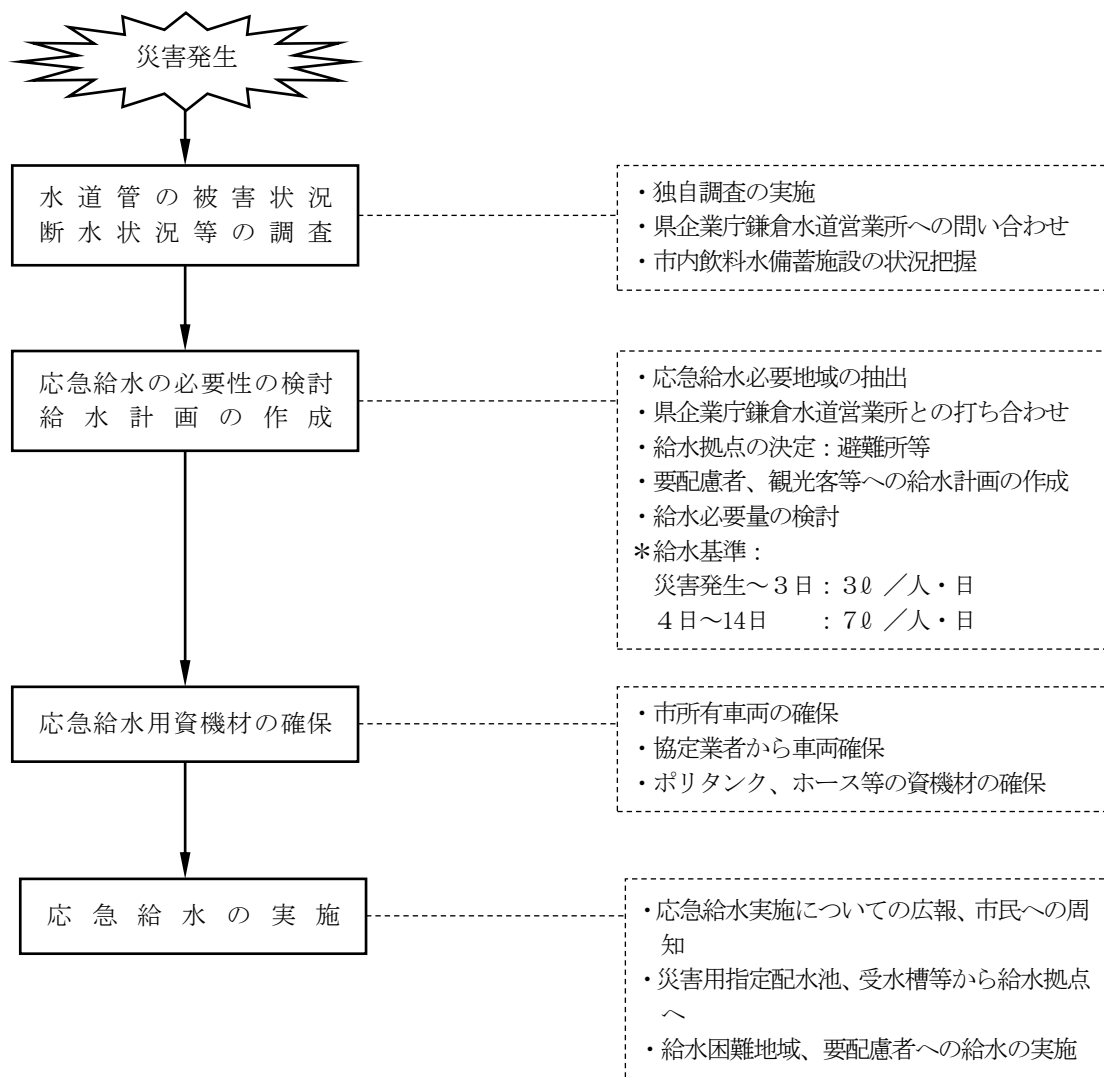 災害発生
水道管の被害状況
断水状況等の調査
・独自調査の実施
・県企業庁鎌倉水道営業所への問い合わせ
・市内飲料水備蓄施設の状況把握
応急給水の必要性の検討
給水計画の作成
・応急給水必要地域の抽出
・県企業庁鎌倉水道営業所との打ち合わせ
・給水拠点の決定：避難所等
・要配慮者、観光客等への給水計画の作成
・給水必要量の検討
＊給水基準：
災害発生～３日：３ℓ ／人・日
４日～14日　　：７ℓ ／人・日
応急給水用資機材の確保
・市所有車両の確保
・協定業者から車両確保
・ポリタンク、ホース等の資機材の確保
応急給水の実施
・応急給水実施についての広報、市民への周
知
・災害用指定配水池、受水槽等から給水拠点
へ
・給水困難地域、要配慮者への給水の実施